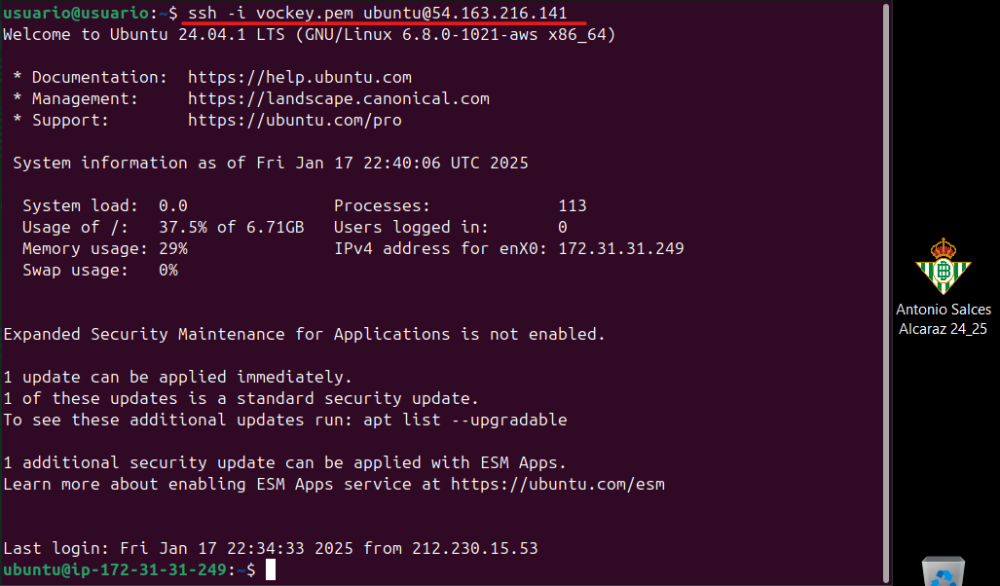 usuario@usuario:~$ ssh -i vockey.pem ubuntu@54.163.216.141
Welcome to Ubuntu 24.04.1 LTS (GNU/Linux 6.8.0-1021-aws x86_64)
* Documentation:  https://help.ubuntu.com
* Management:     https://landscape.canonical.com
* Support:        https://ubuntu.com/pro
System information as of Fri Jan 17 22:40:06 UTC 2025
System load:  0.0               Processes:             113
Usage of /:   37.5% of 6.71GB   Users logged in:       0
Memory usage: 29%               IPv4 address for enX0: 172.31.31.249
Swap usage:   0%
Expanded Security Maintenance for Applications is not enabled.
1 update can be applied immediately.
1 of these updates is a standard security update.
To see these additional updates run: apt list --upgradable
1 additional security update can be applied with ESM Apps.
Learn more about enabling ESM Apps service at https://ubuntu.com/esm
Last login: Fri Jan 17 22:34:33 2025 from 212.230.15.53
ubuntu@ip-172-31-31-249:~$
Antonio Salces
Alcaraz 24_25